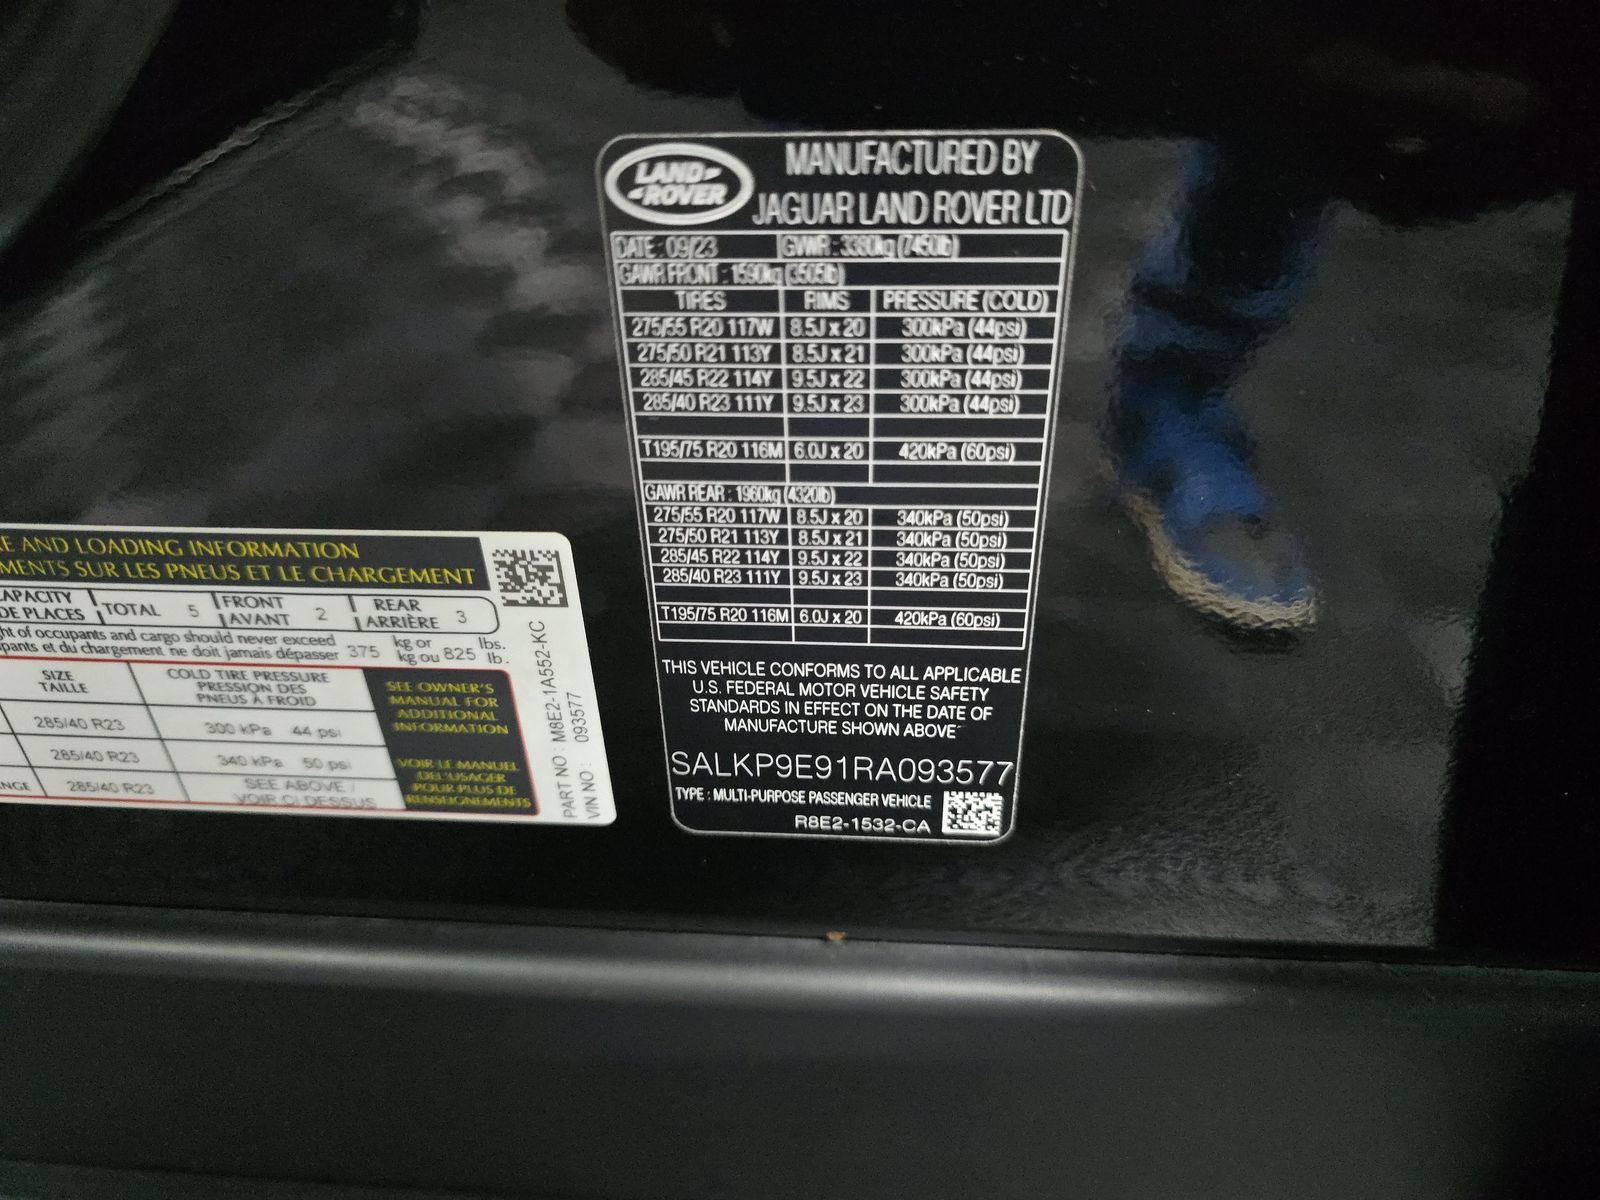 LAND-
-ROVER
MANUFACTURED BY
JAGUAR LAND ROVER LTD
DATE : 09/23 GVWR : 3380kg (7450lb)
GAWR FRONT : 1590kg (3505lb)
TIRES RIMS PRESSURE (COLD)
275/55 R20 117W 8.5J x 20 300kPa (44psi)
275/50 R21 113Y 8.5J x 21 300kPa (44psi)
285/45 R22 114Y 9.5J x 22 300kPa (44psi)
285/40 R23 111Y 9.5J x 23 300kPa (44psi)
T195/75 R20 116M 6.0J x 20 420kPa (60psi)
GAWR REAR : 1960kg (4320lb)
275/55 R20 117W 8.5J x 20 340kPa (50psi)
275/50 R21 113Y 8.5J x 21 340kPa (50psi)
285/45 R22 114Y 9.5J x 22 340kPa (50psi)
285/40 R23 111Y 9.5J x 23 340kPa (50psi)
T195/75 R20 116M 6.0J x 20 420kPa (60psi)
THIS VEHICLE CONFORMS TO ALL APPLICABLE
U.S. FEDERAL MOTOR VEHICLE SAFETY
STANDARDS IN EFFECT ON THE DATE OF
MANUFACTURE SHOWN ABOVE
SALKP9E91RA093577
TYPE : MULTI-PURPOSE PASSENGER VEHICLE
R8E2-1532-CA
AND LOADING INFORMATION
SUR LES PNEUS ET LE CHARGEMENT
CAPACITY
DE PLACES TOTAL 5 FRONT AVANT 2 REAR ARRIÈRE 3
of occupants and cargo should never exceed
et du chargement ne doit jamais dépasser 375 kg or kg ou 825 lbs. lb.
SIZE
TAILLE
COLD TIRE PRESSURE
PRESSION DES
PNEUS À FROID
285/40 R23 300 kPa 44 psi
285/40 R23 340 kPa 50 psi
285/40 R23 SEE ABOVE /
VOIR CI DESSUS
SEE OWNER'S
MANUAL FOR
ADDITIONAL
INFORMATION
VOIR LE MANUEL
DE L'USAGER
POUR PLUS DE
RENSEIGNEMENTS
PART NO : M8E2-1A552-KC
VIN NO : 093577